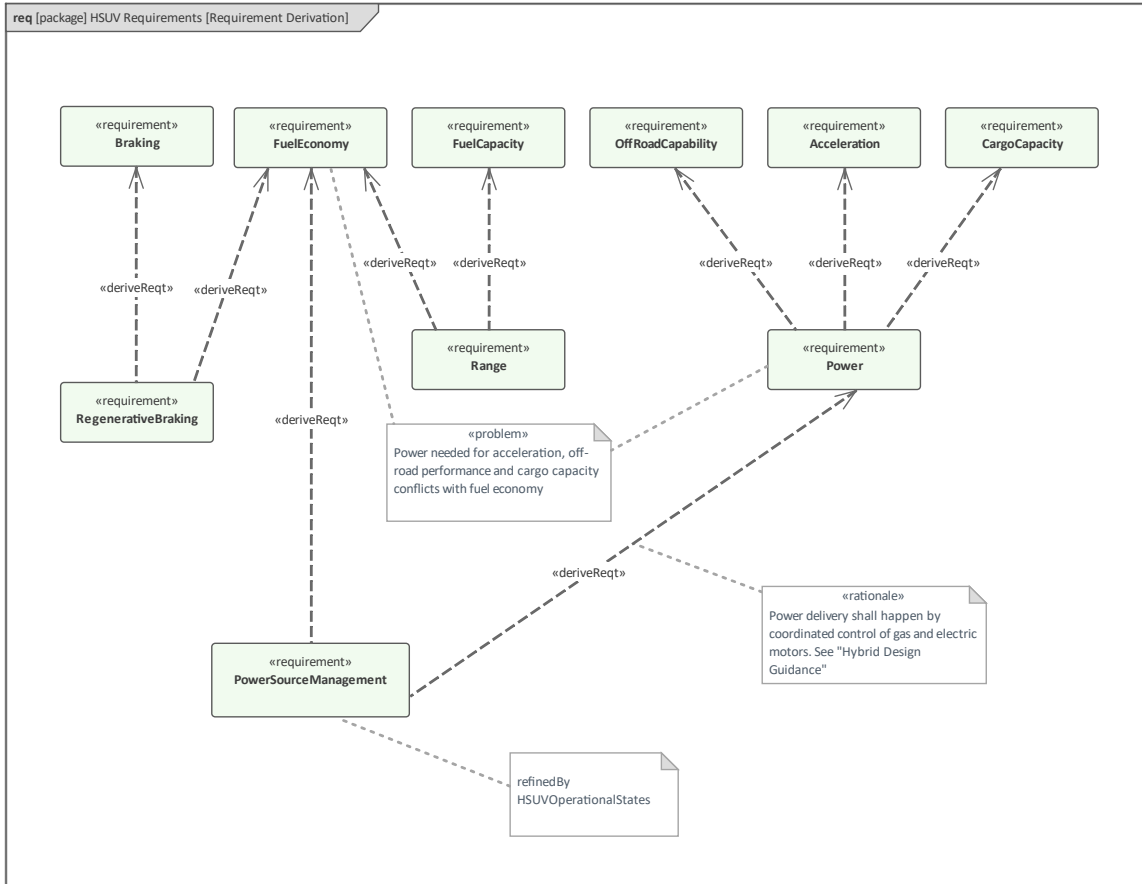 req [package] HSUV Requirements [Requirement Derivation]
«requirement»
Braking
«requirement»
FuelEconomy
«requirement»
FuelCapacity
«requirement»
OffRoadCapability
«requirement»
Acceleration
«requirement»
CargoCapacity
«deriveReqt»
«deriveReqt»
«deriveReqt»
«deriveReqt»
«deriveReqt»
«deriveReqt»
«deriveReqt»
«requirement»
Range
«requirement»
Power
«requirement»
RegenerativeBraking
«deriveReqt»
«problem»
Power needed for acceleration, off-
road performance and cargo capacity
conflicts with fuel economy
«deriveReqt»
«rationale»
Power delivery shall happen by
coordinated control of gas and electric
motors. See "Hybrid Design
Guidance"
«requirement»
PowerSourceManagement
refinedBy
HSUVOperationalStates